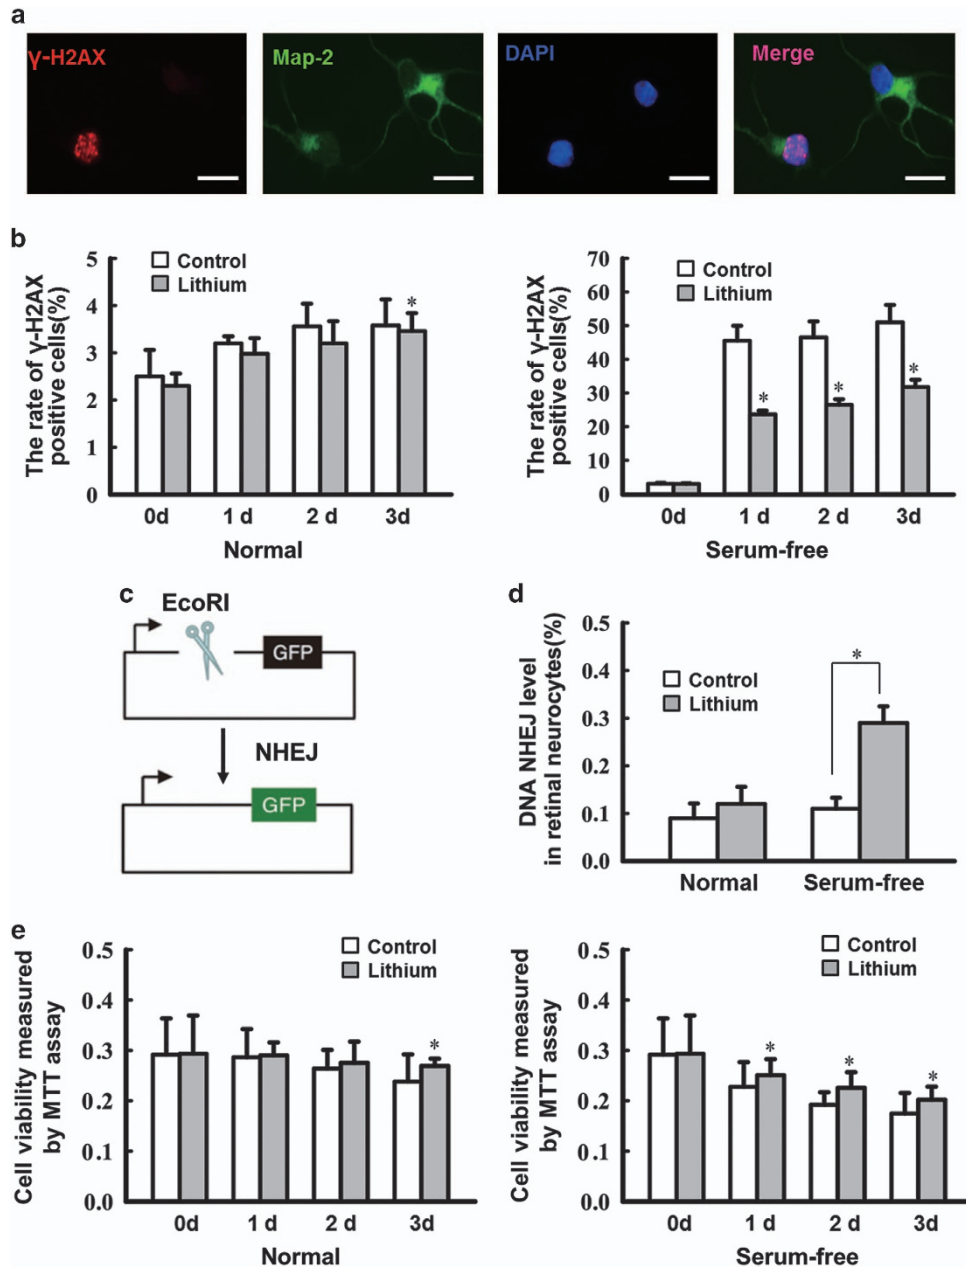 a
γ-H2AX
Map-2
DAPI
Merge
b
The rate of γ-H2AX
positive cells(%)
5
4
3
2
1
0
Control
Lithium
*
0d 1 d 2 d 3d
Normal
The rate of γ-H2AX
positive cells(%)
70
60
50
40
30
20
10
0
Control
Lithium
* * *
0d 1 d 2 d 3d
Serum-free
c
EcoRI
GFP
NHEJ
GFP
d
DNA NHEJ level
in retinal neurocytes(%)
0.5
0.4
0.3
0.2
0.1
0.0
Control
Lithium
*
Normal Serum-free
e
Cell viability measured
by MTT assay
0.5
0.4
0.3
0.2
0.1
0.0
Control
Lithium
*
0d 1 d 2 d 3d
Normal
Cell viability measured
by MTT assay
0.5
0.4
0.3
0.2
0.1
0.0
Control
Lithium
* * *
0d 1 d 2 d 3d
Serum-free